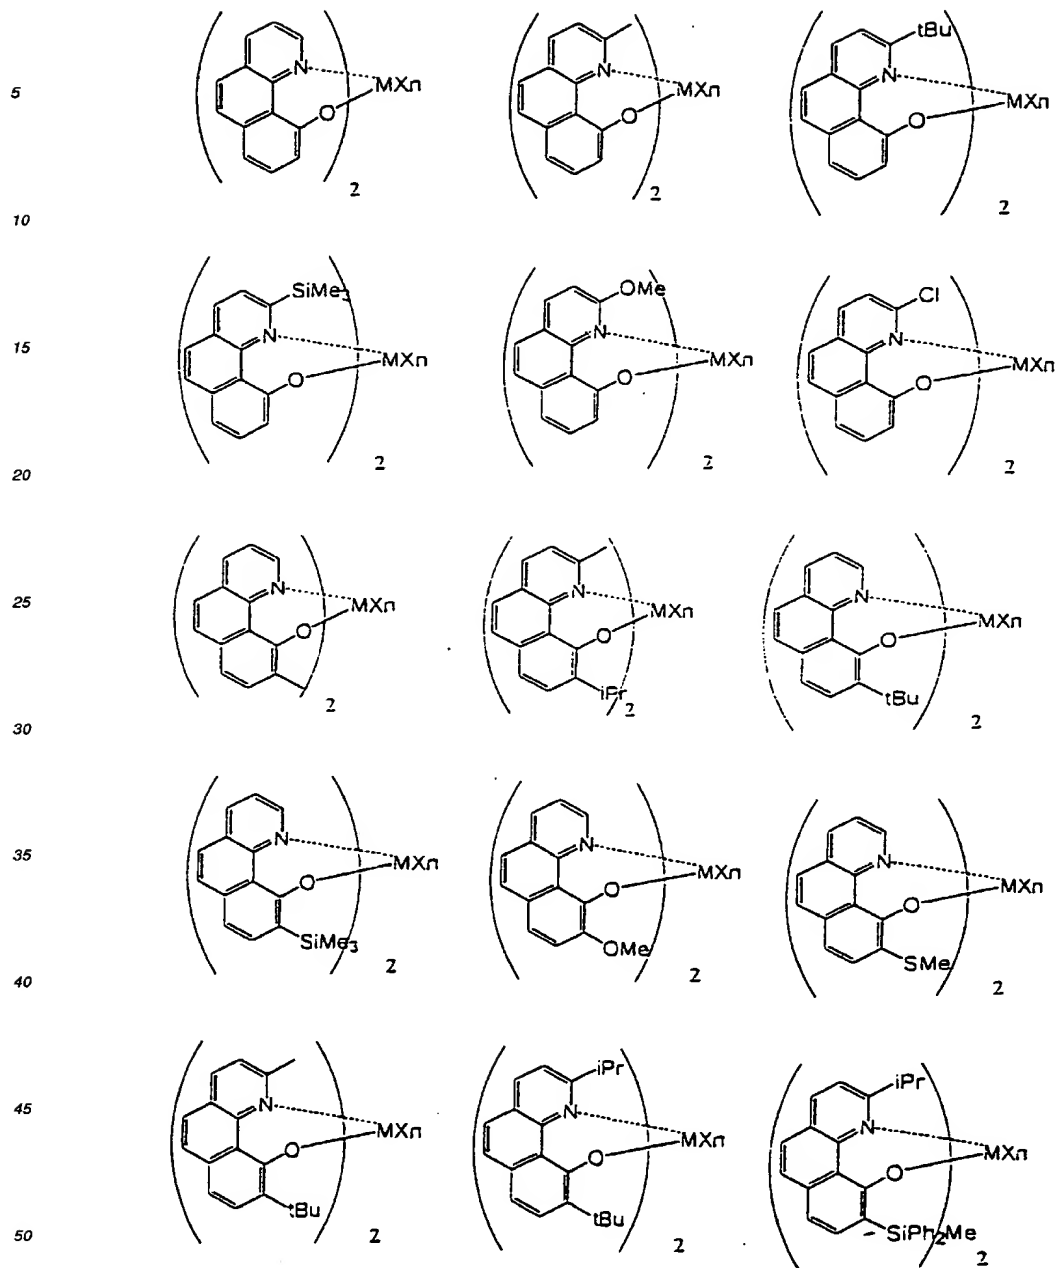 5
N MXn O 2
N MXn O 2
tBu N MXn O 2
10
15
SiMe3 N MXn O 2
OMe N MXn O 2
Cl N MXn O 2
20
25
N MXn O 2
N MXn O iPr 2
N MXn O tBu 2
30
35
N MXn O SiMe3 2
N MXn O OMe 2
N MXn O SMe 2
40
45
N MXn O tBu 2
iPr N MXn O tBu 2
iPr N MXn O SiPh2Me 2
50